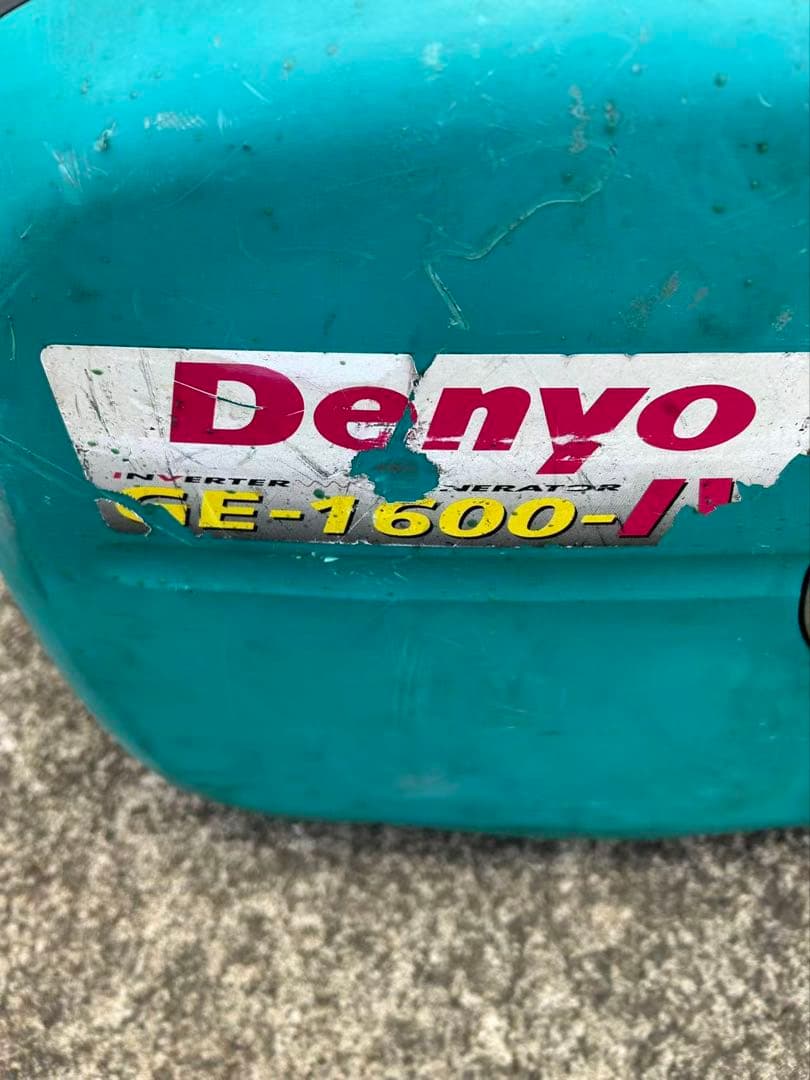 Denyo
INVERTER
GE-1600-